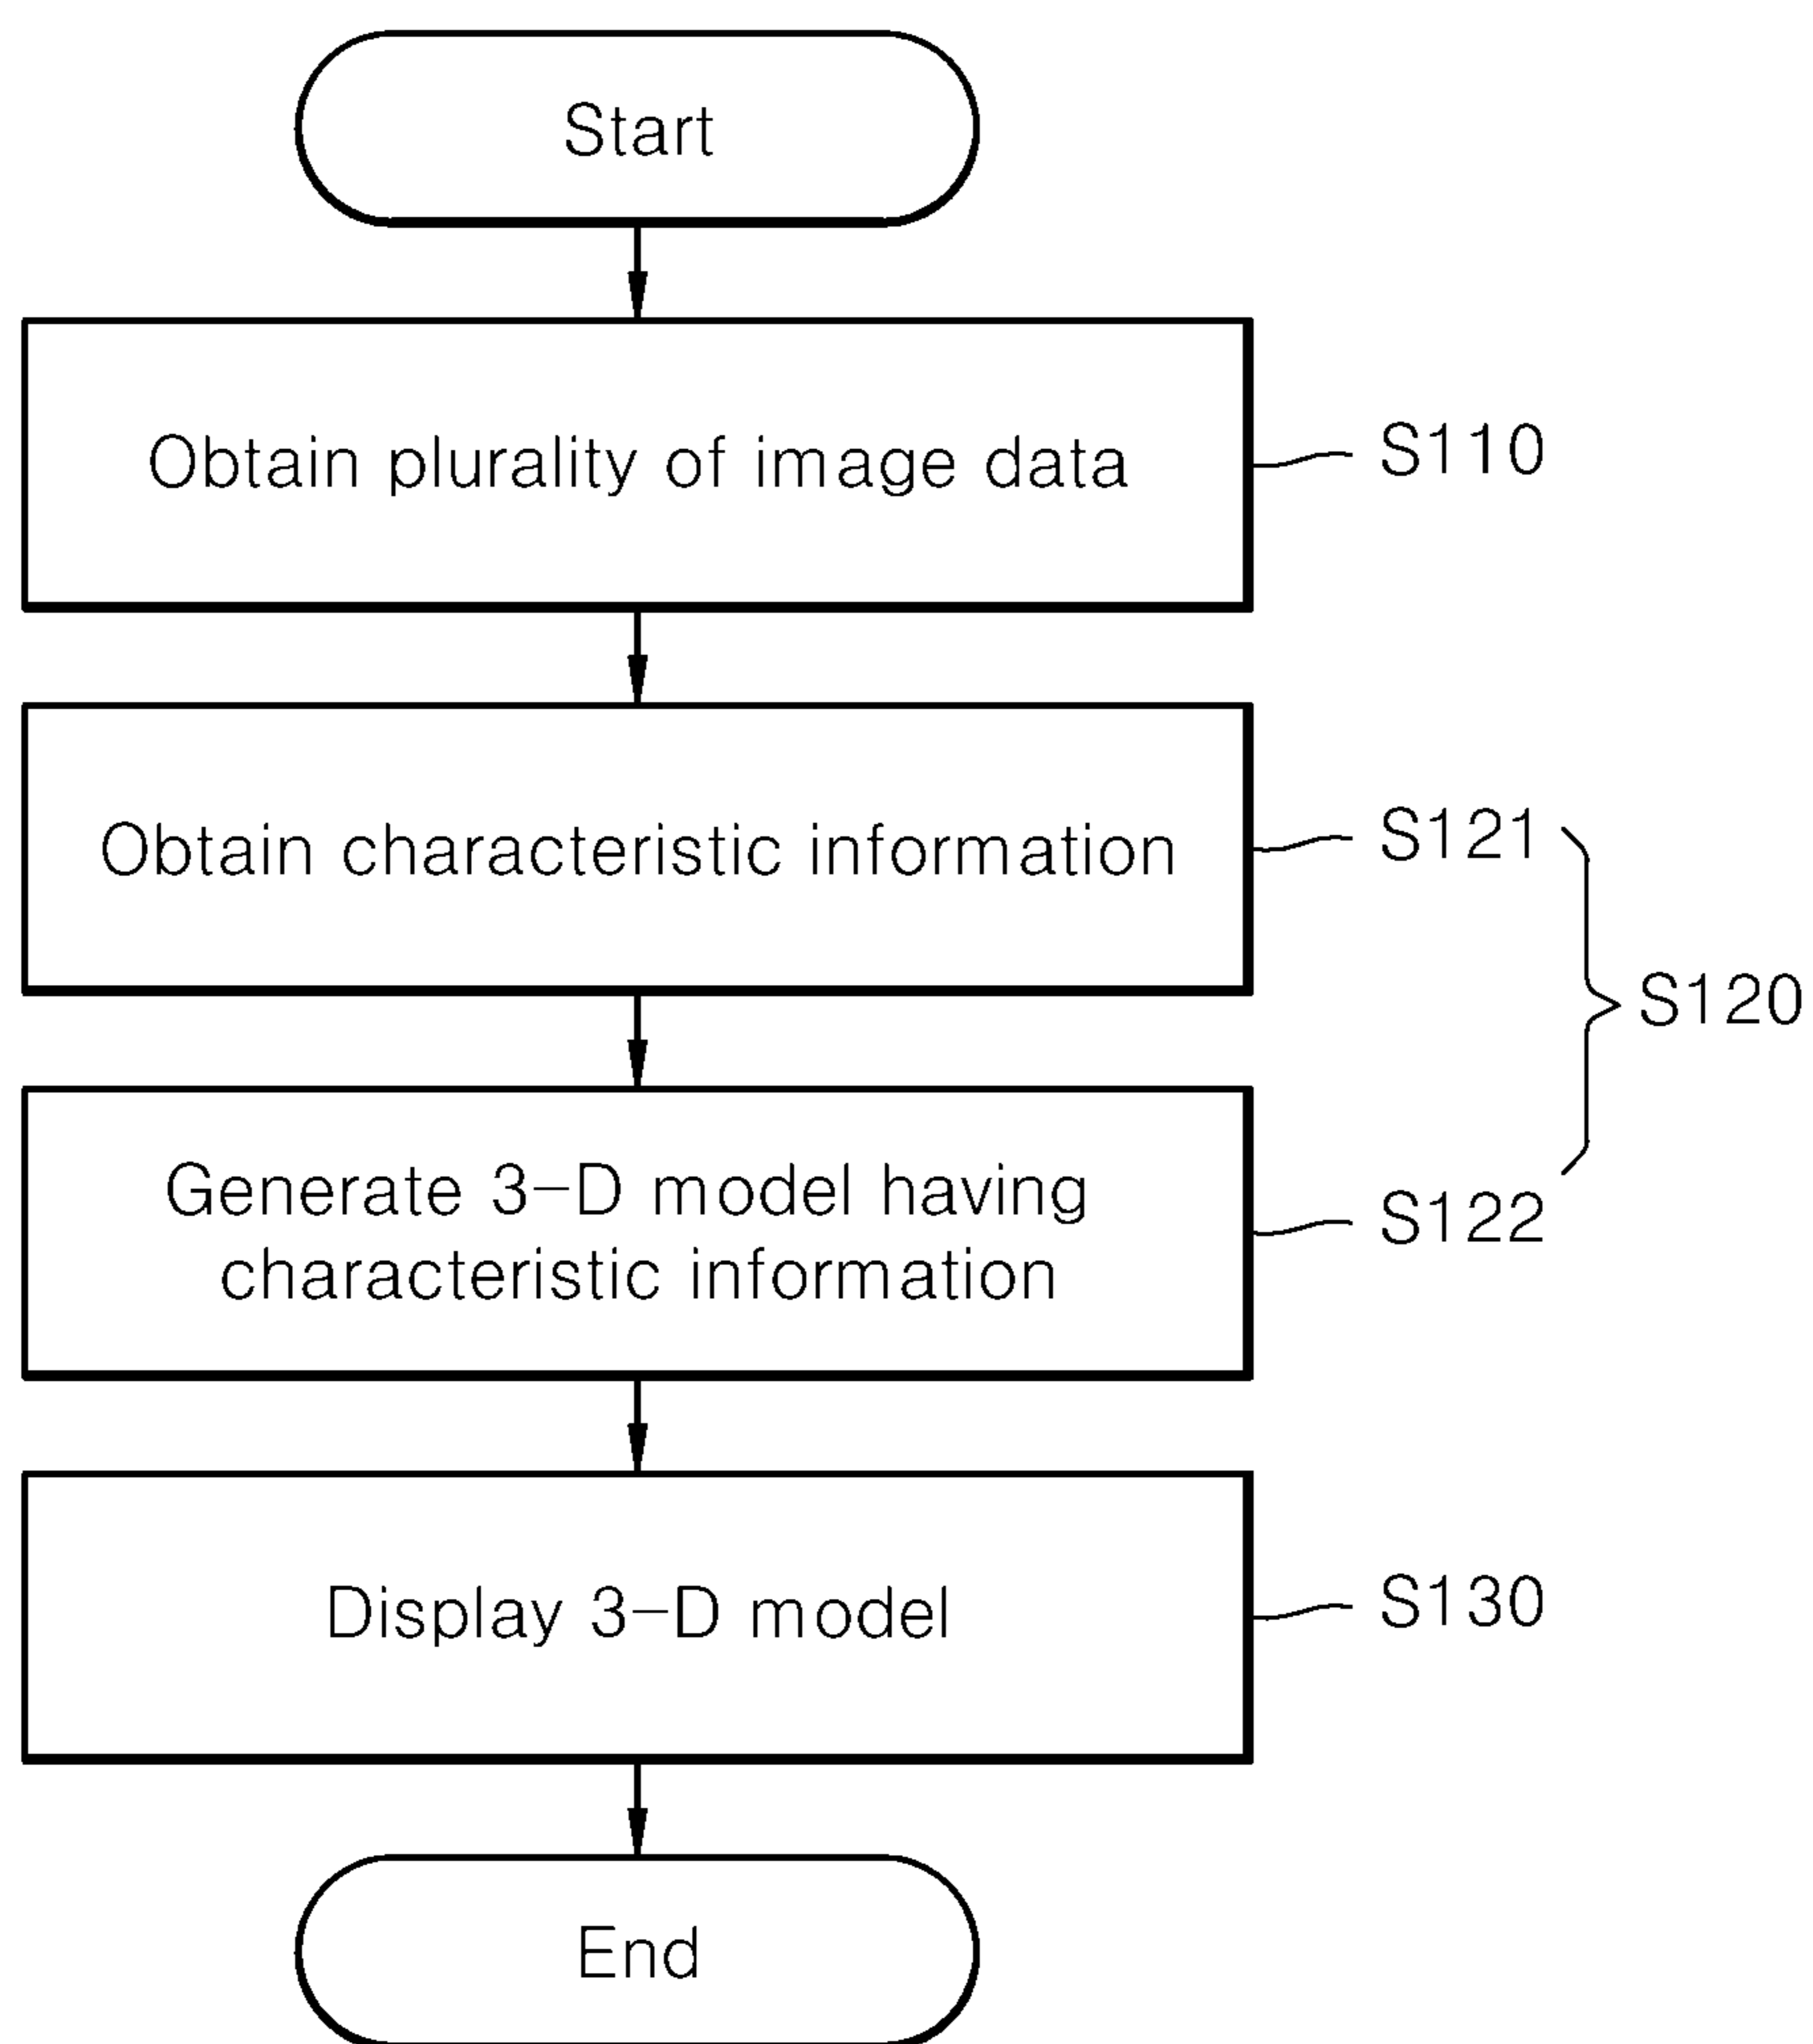 Start
Obtain plurality of image data
S110
Obtain characteristic information
S121
S120
Generate 3-D model having
characteristic information
S122
Display 3-D model
S130
End